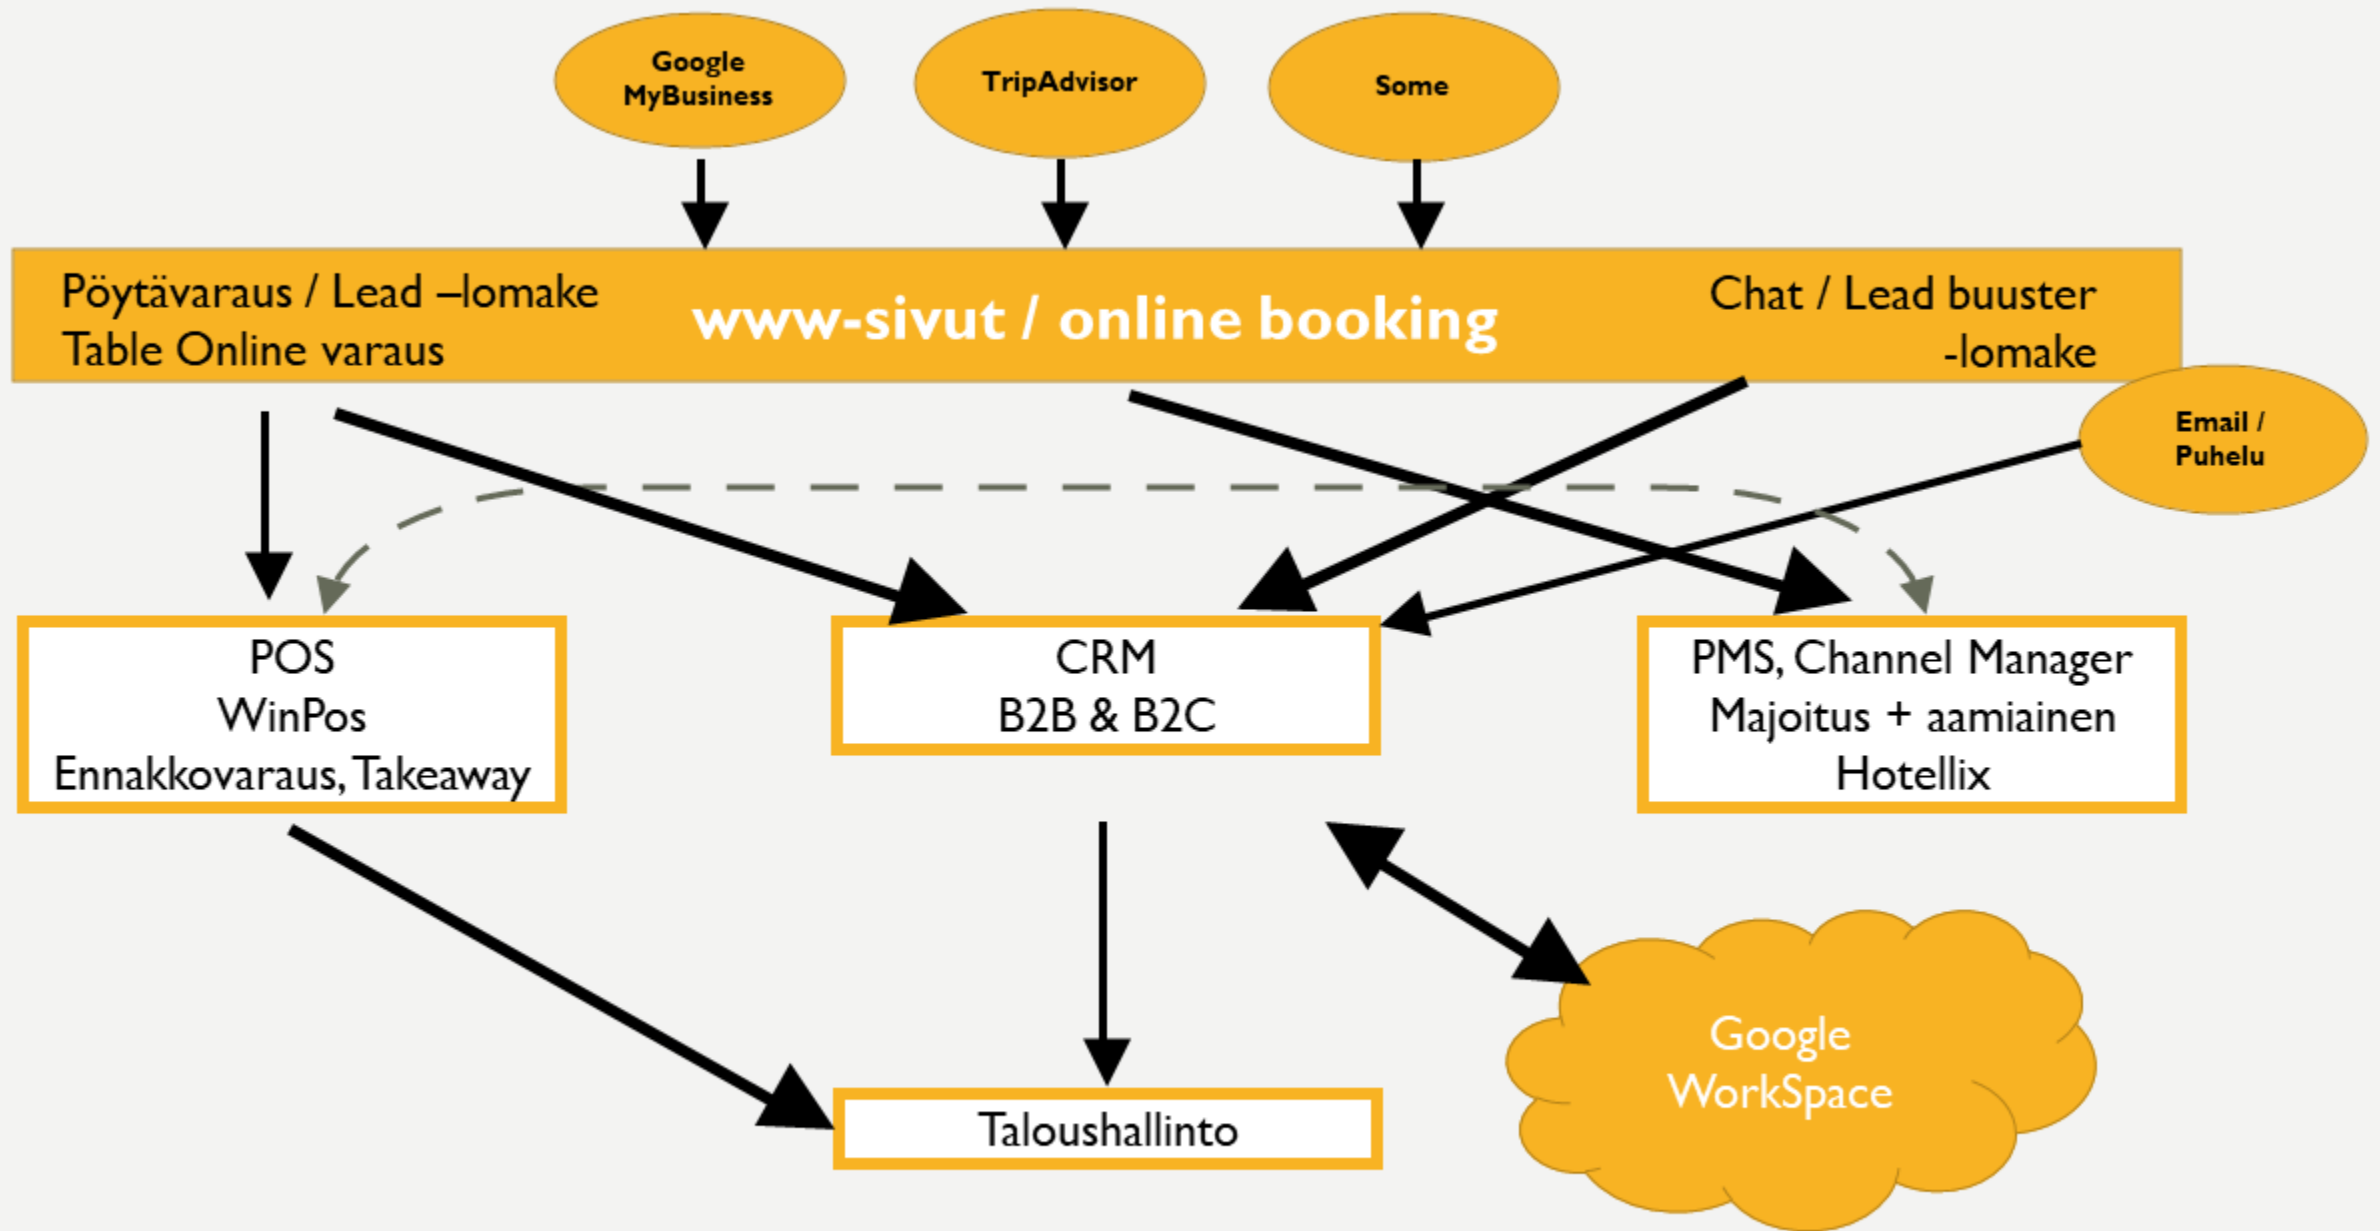 Google
MyBusiness
TripAdvisor
Some
Pöytävaraus / Lead –lomake
Table Online varaus
www-sivut / online booking
Chat / Lead buuster
-lomake
Email /
Puhelu
POS
WinPos
Ennakkovaraus, Takeaway
CRM
B2B & B2C
PMS, Channel Manager
Majoitus + aamiainen
Hotellix
Google
WorkSpace
Taloushallinto